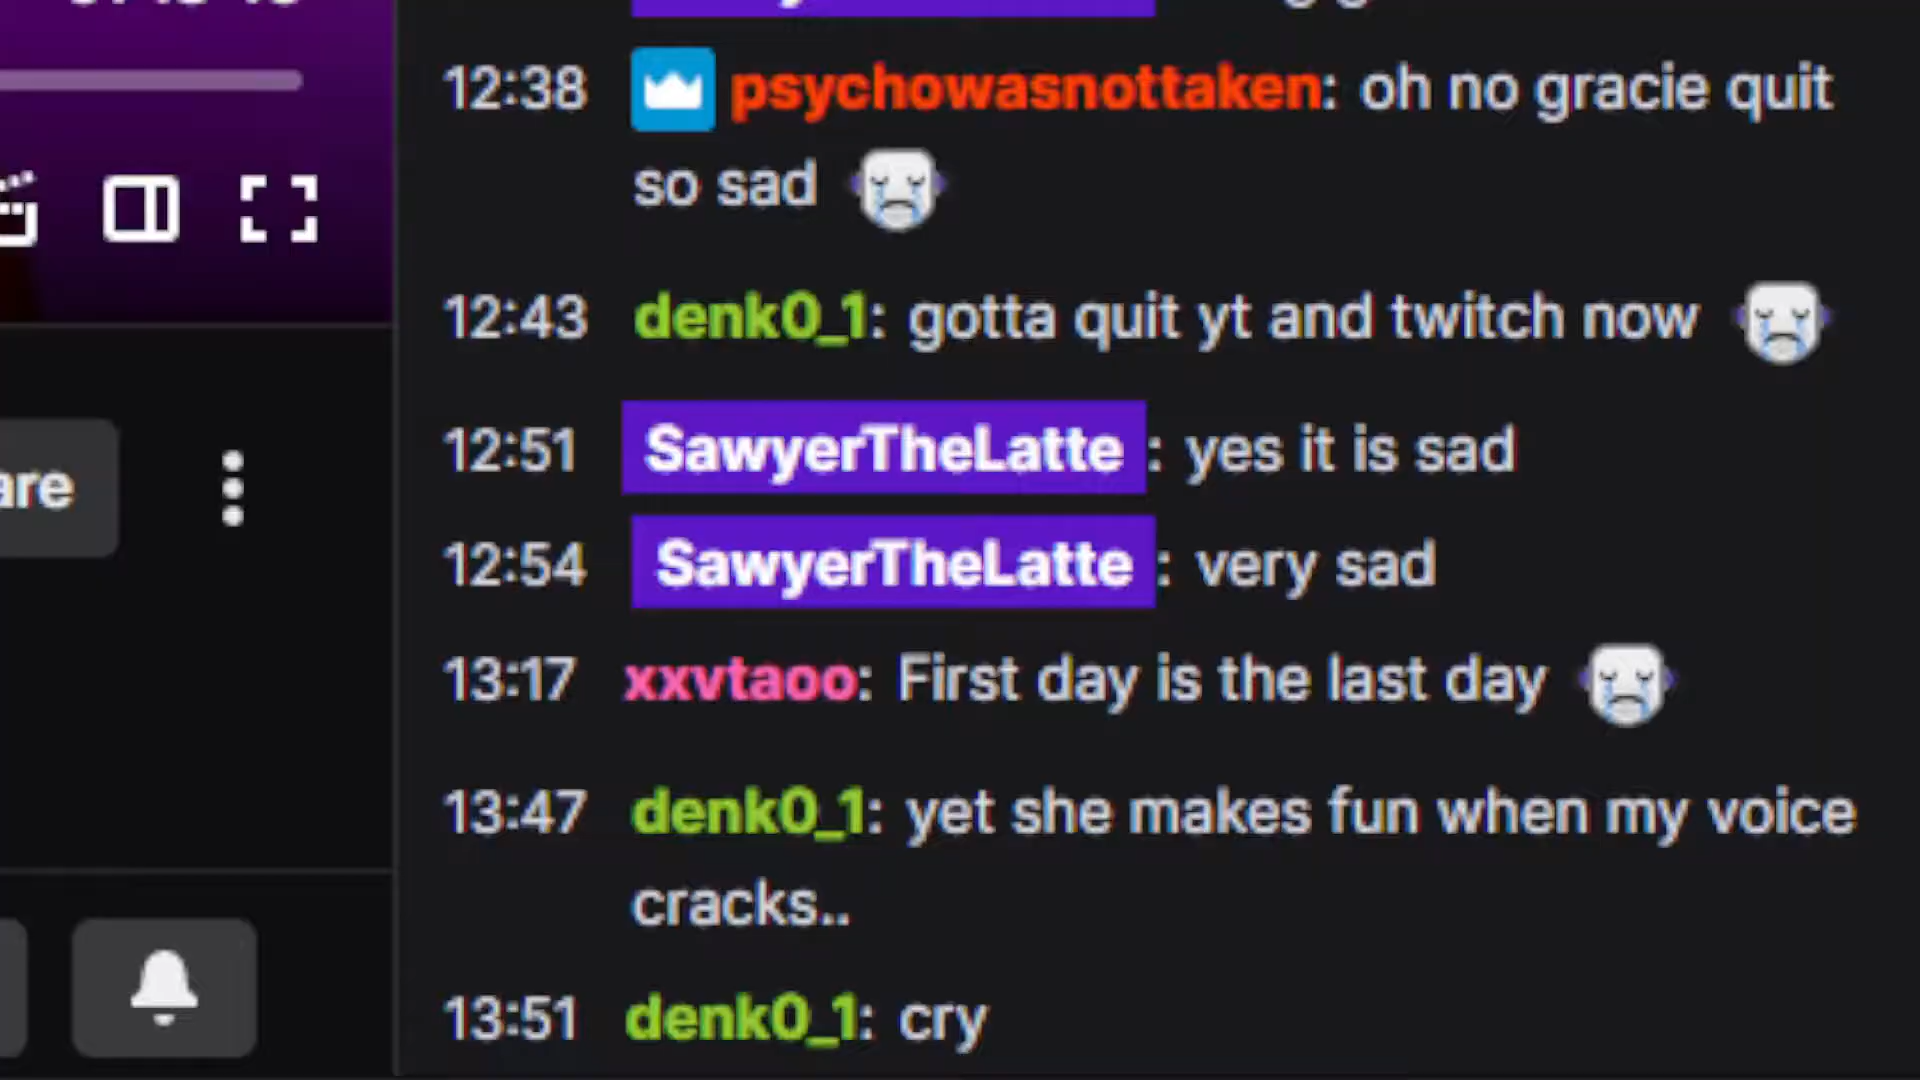 12:38 psychowasnottaken: oh no gracie quit
so sad
12:43 denk0_1: gotta quit yt and twitch now
12:51 SawyerTheLatte: yes it is sad
are
12:54 SawyerTheLatte: very sad
13:17 xxvtaoo: First day is the last day
13:47 denk0_1: yet she makes fun when my voice
cracks..
13:51 denk0_1: cry